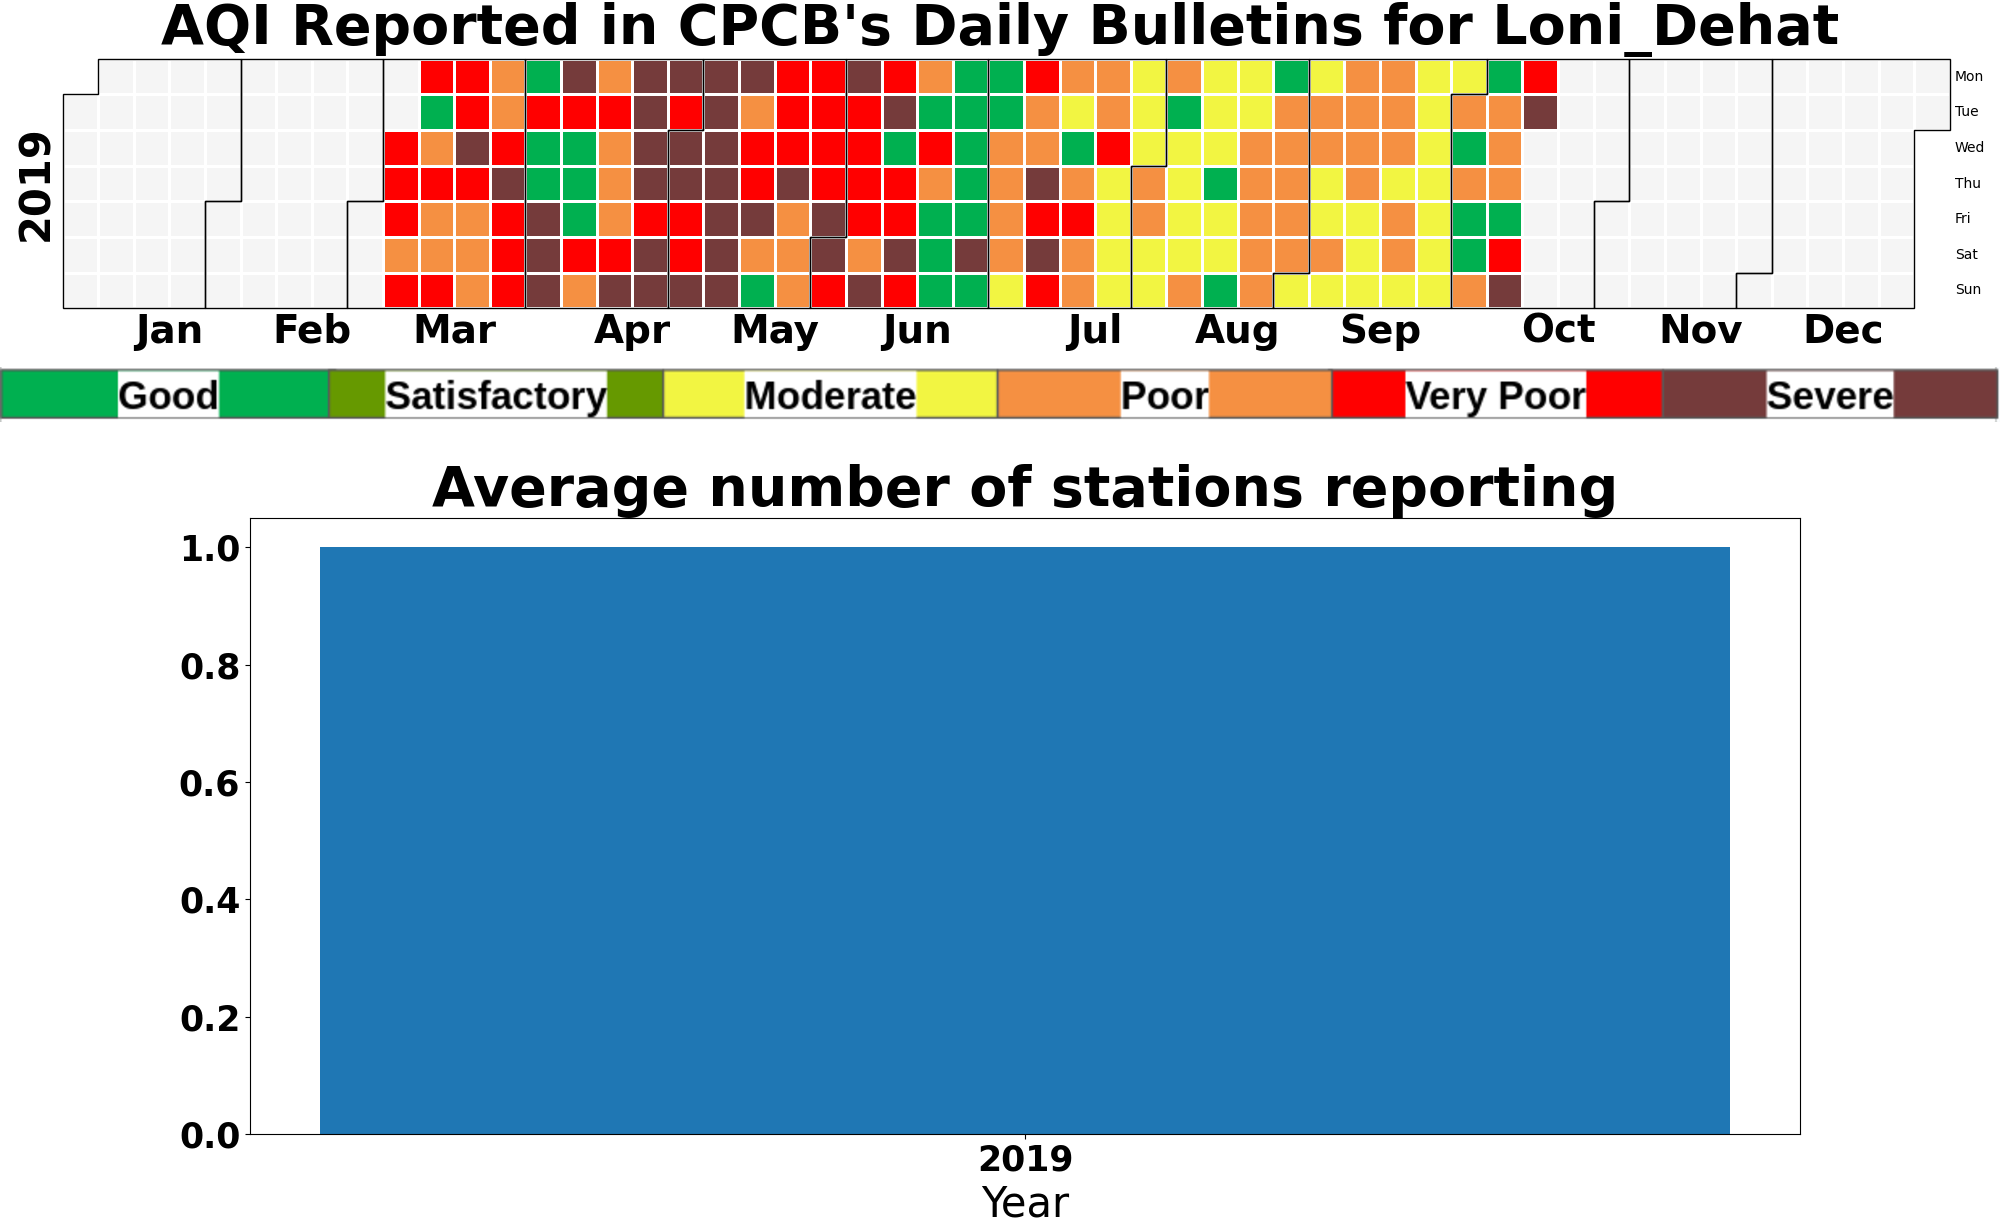 AQI Reported in CPCB's Daily Bulletins for Loni_Dehat
2019
Mon
Tue
Wed
Thu
Fri
Sat
Sun
Jan Feb Mar Apr May Jun Jul Aug Sep Oct Nov Dec
Good Satisfactory Moderate Poor Very Poor Severe
Average number of stations reporting
1.0
0.8
0.6
0.4
0.2
0.0
2019
Year